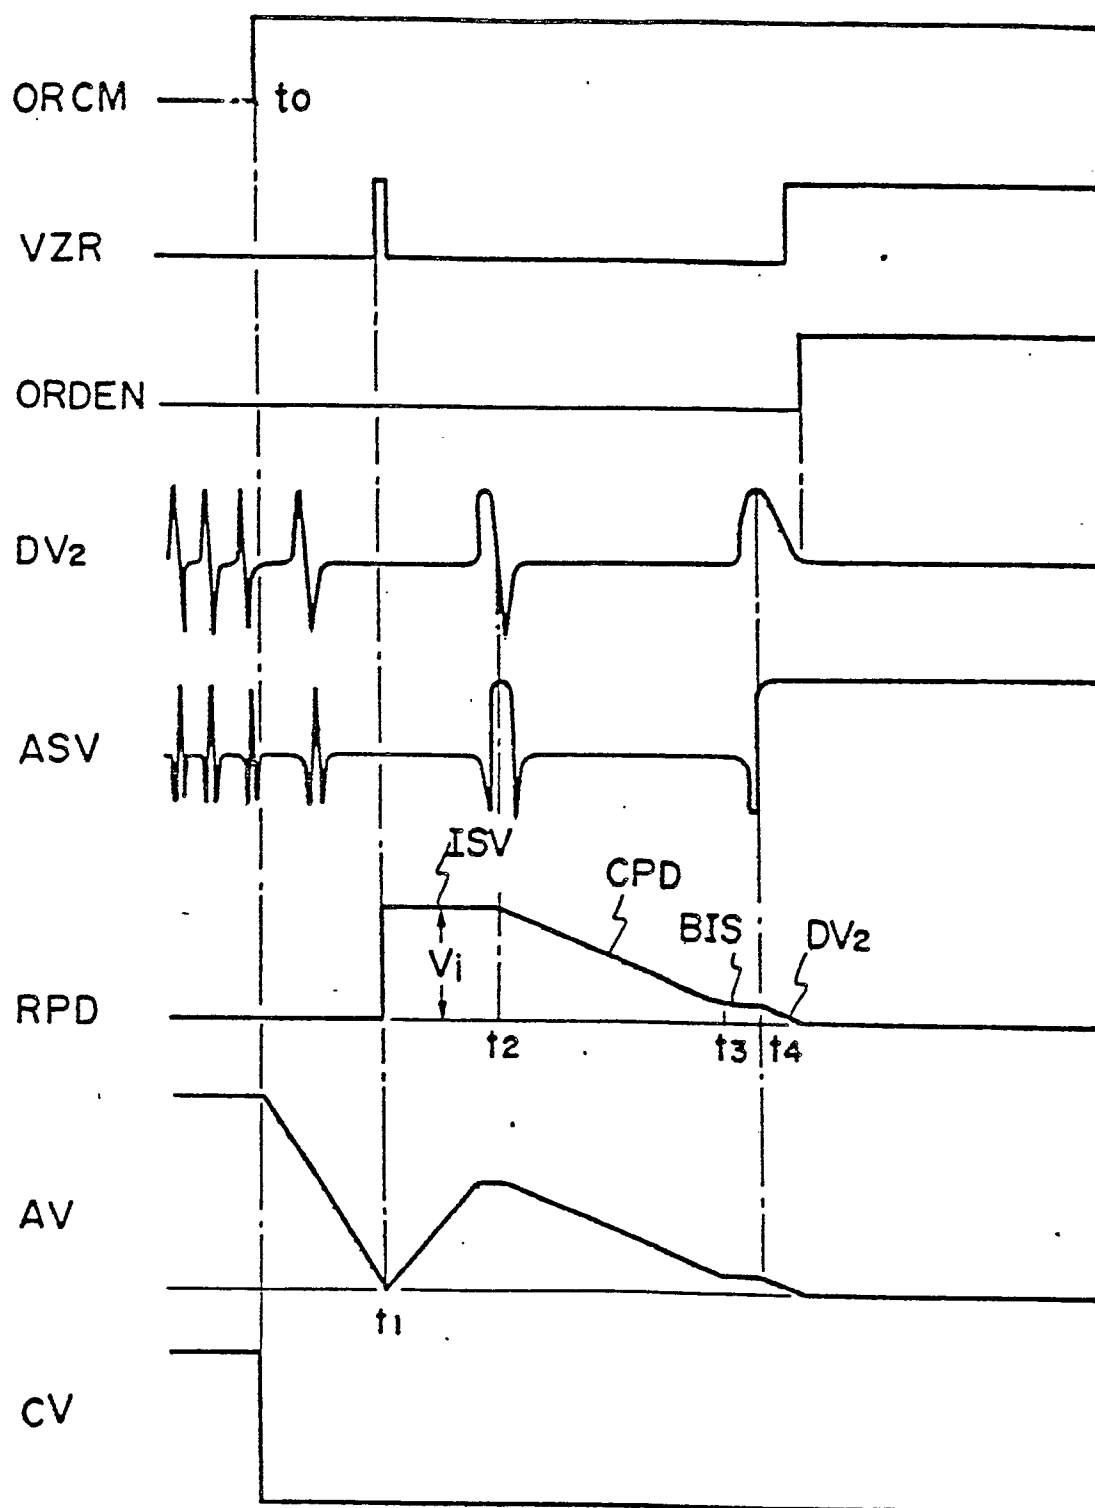 ORCM
to
VZR
ORDEN
DV2
ASV
ISV
CPD
BIS
DV2
Vi
RPD
t2
t3
t4
AV
t1
CV